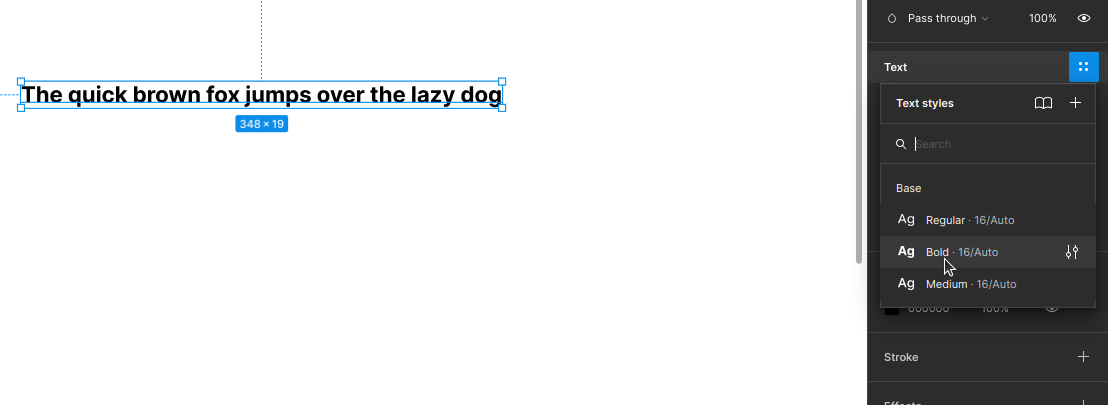 Pass through 100%
Text
The quick brown fox jumps over the lazy dog
348 × 19
Text styles
Search
Base
Ag Regular · 16/Auto
Ag Bold · 16/Auto
Ag Medium · 16/Auto
000000 100%
Stroke
Effects